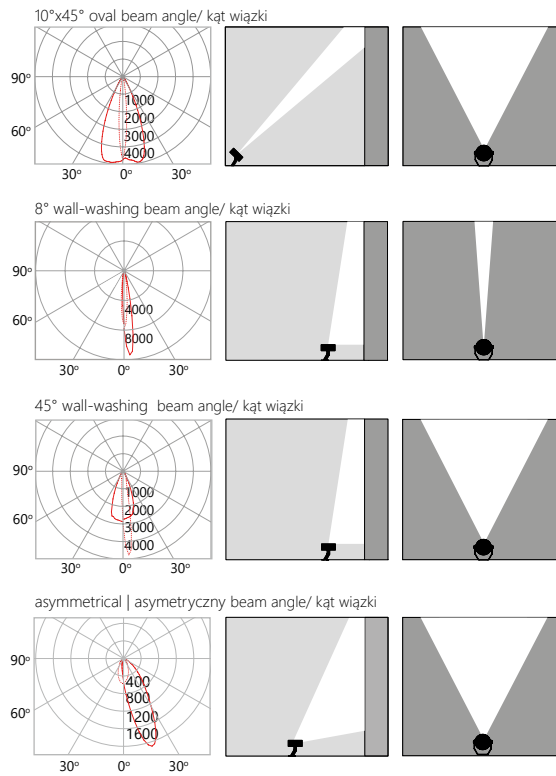 10°x45° oval beam angle/ kąt wiązki
90°
1000
2000
3000
60°
4000
30° 0° 30°
8° wall-washing beam angle/ kąt wiązki
90°
4000
60°
8000
30° 0° 30°
45° wall-washing beam angle/ kąt wiązki
90°
1000
2000
60°
3000
4000
30° 0° 30°
asymmetrical | asymetryczny beam angle/ kąt wiązki
90°
400
800
60°
1200
1600
30° 0° 30°